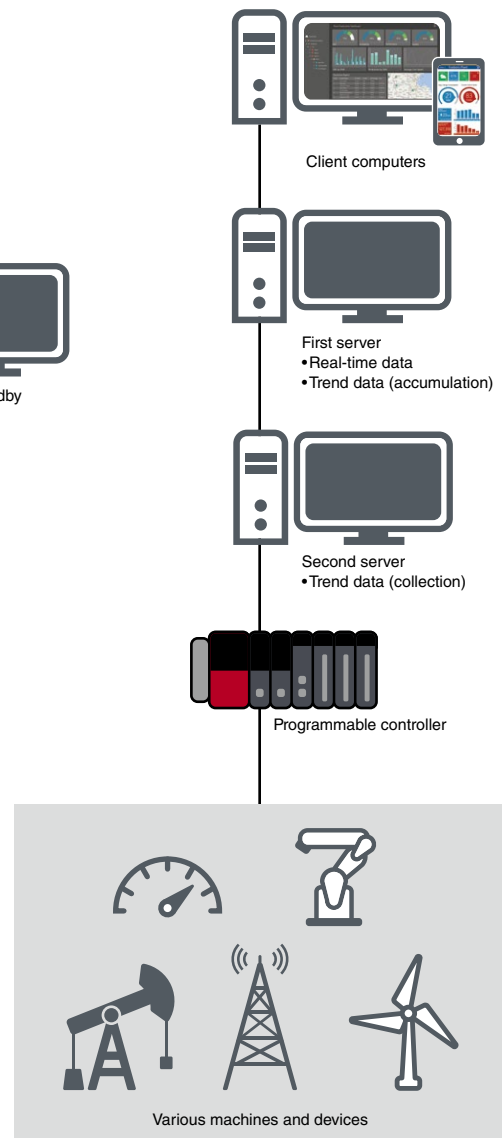 Client computers
First server
•Real-time data
•Trend data (accumulation)
dby
Second server
•Trend data (collection)
Programmable controller
Various machines and devices